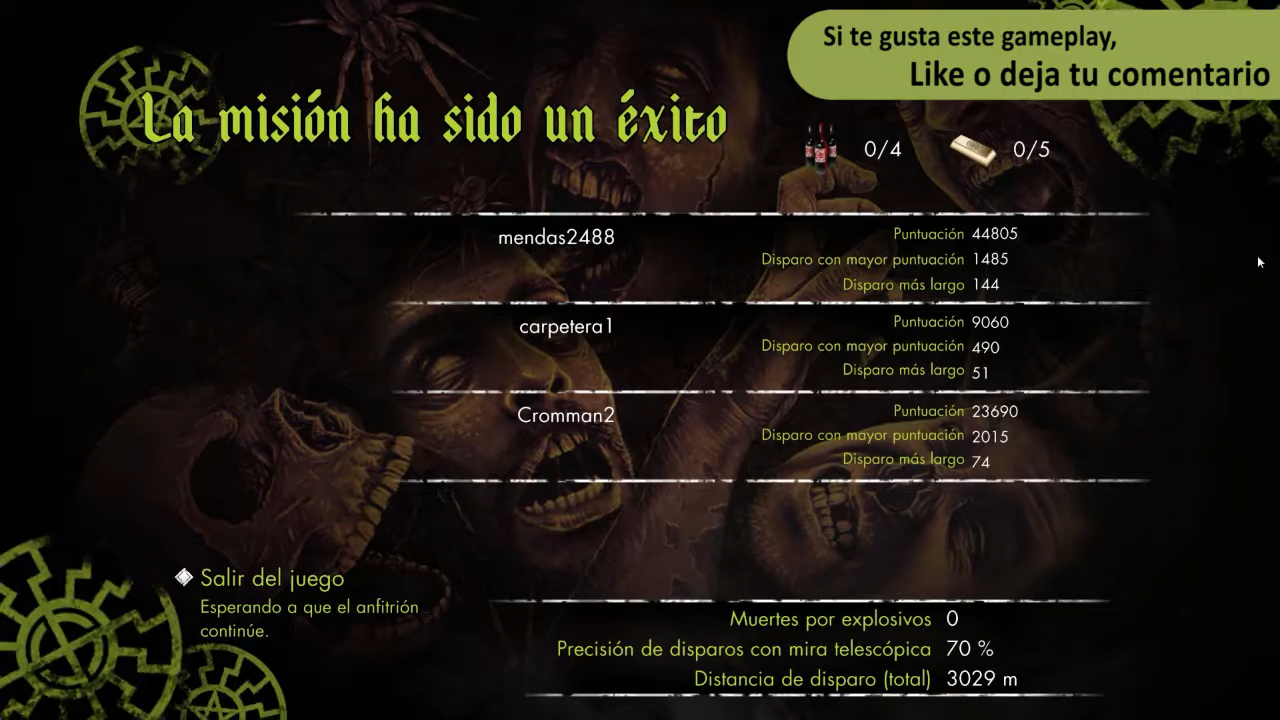 Si te gusta este gameplay,
Like o deja tu comentario
La misión ha sido un éxito
0/4
0/5
mendas2488
Puntuación 44805
Disparo con mayor puntuación 1485
Disparo más largo 144
carpetera1
Puntuación 9060
Disparo con mayor puntuación 490
Disparo más largo 51
Cromman2
Puntuación 23690
Disparo con mayor puntuación 2015
Disparo más largo 74
Salir del juego
Esperando a que el anfitrión
continúe.
Muertes por explosivos 0
Precisión de disparos con mira telescópica 70 %
Distancia de disparo (total) 3029 m